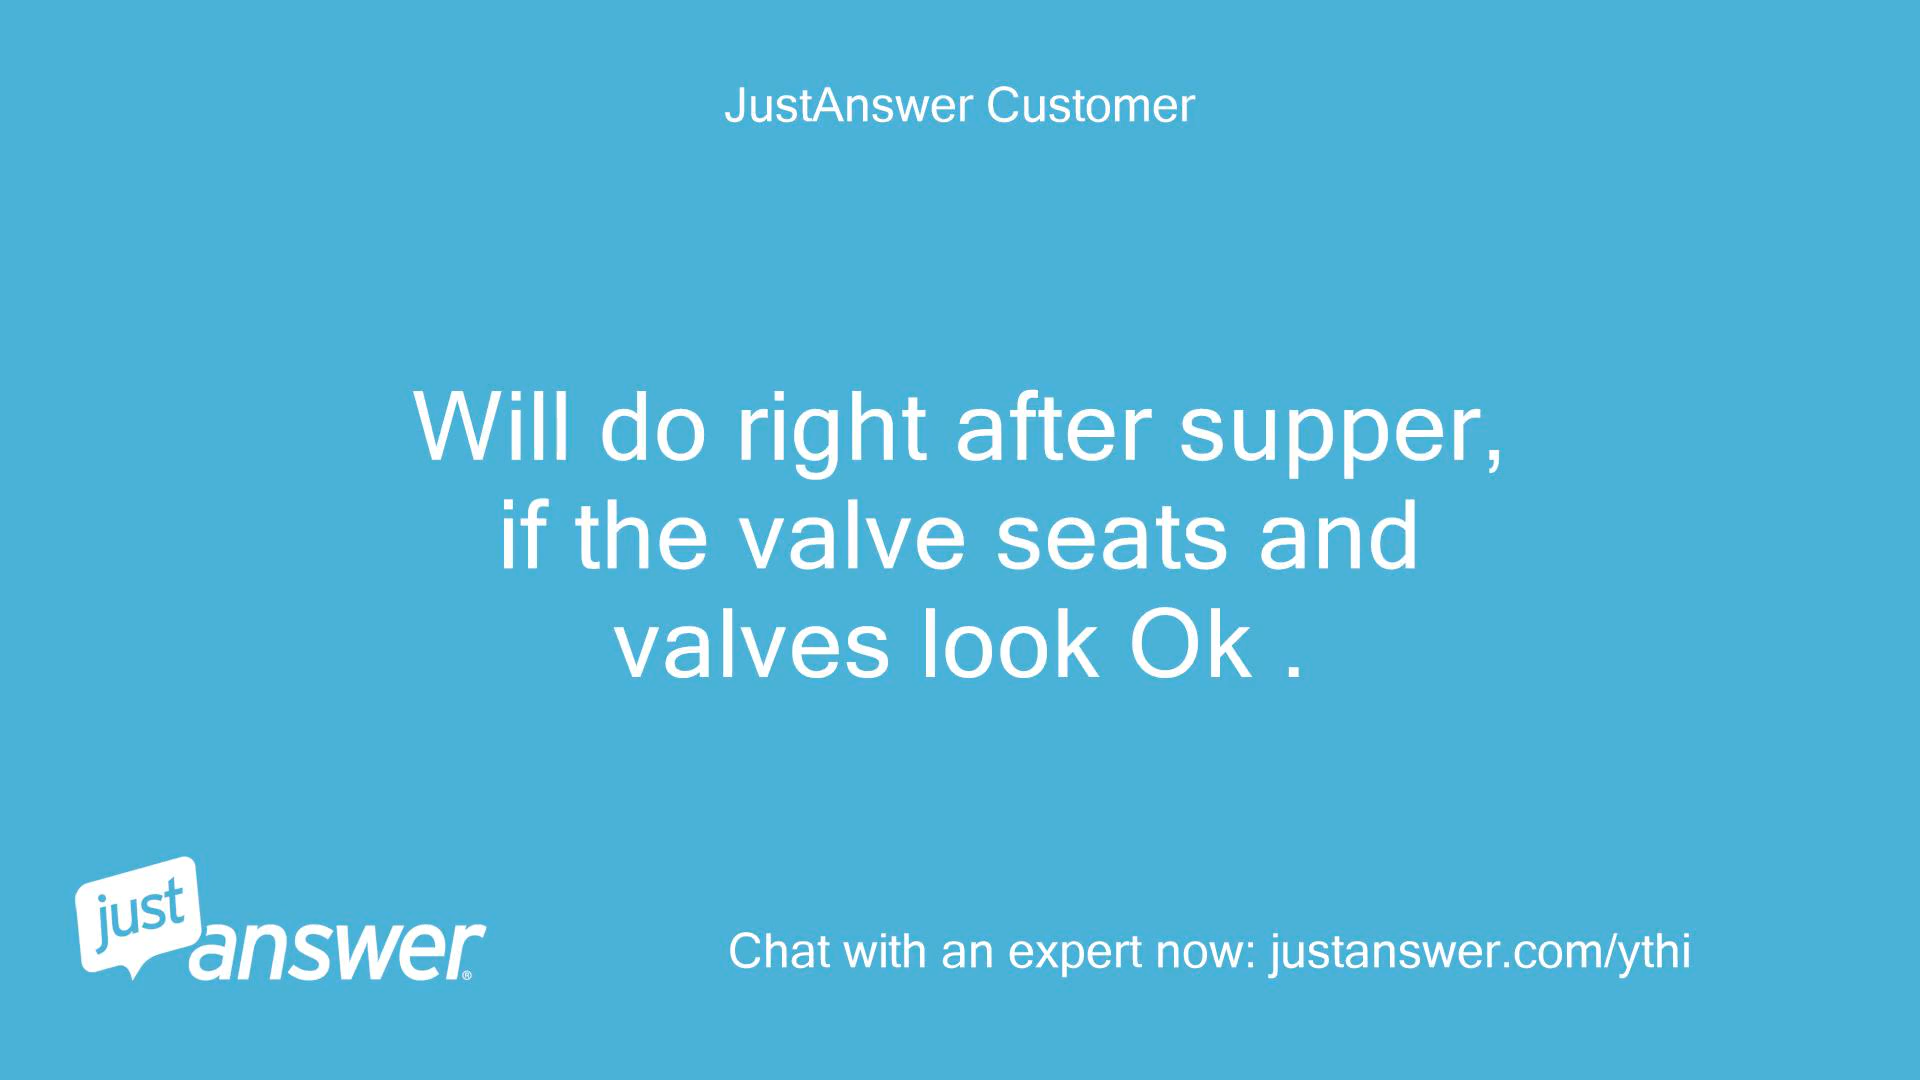 JustAnswer Customer
Will do right after supper,
if the valve seats and
valves look Ok .
just
answer®
Chat with an expert now: justanswer.com/ythi